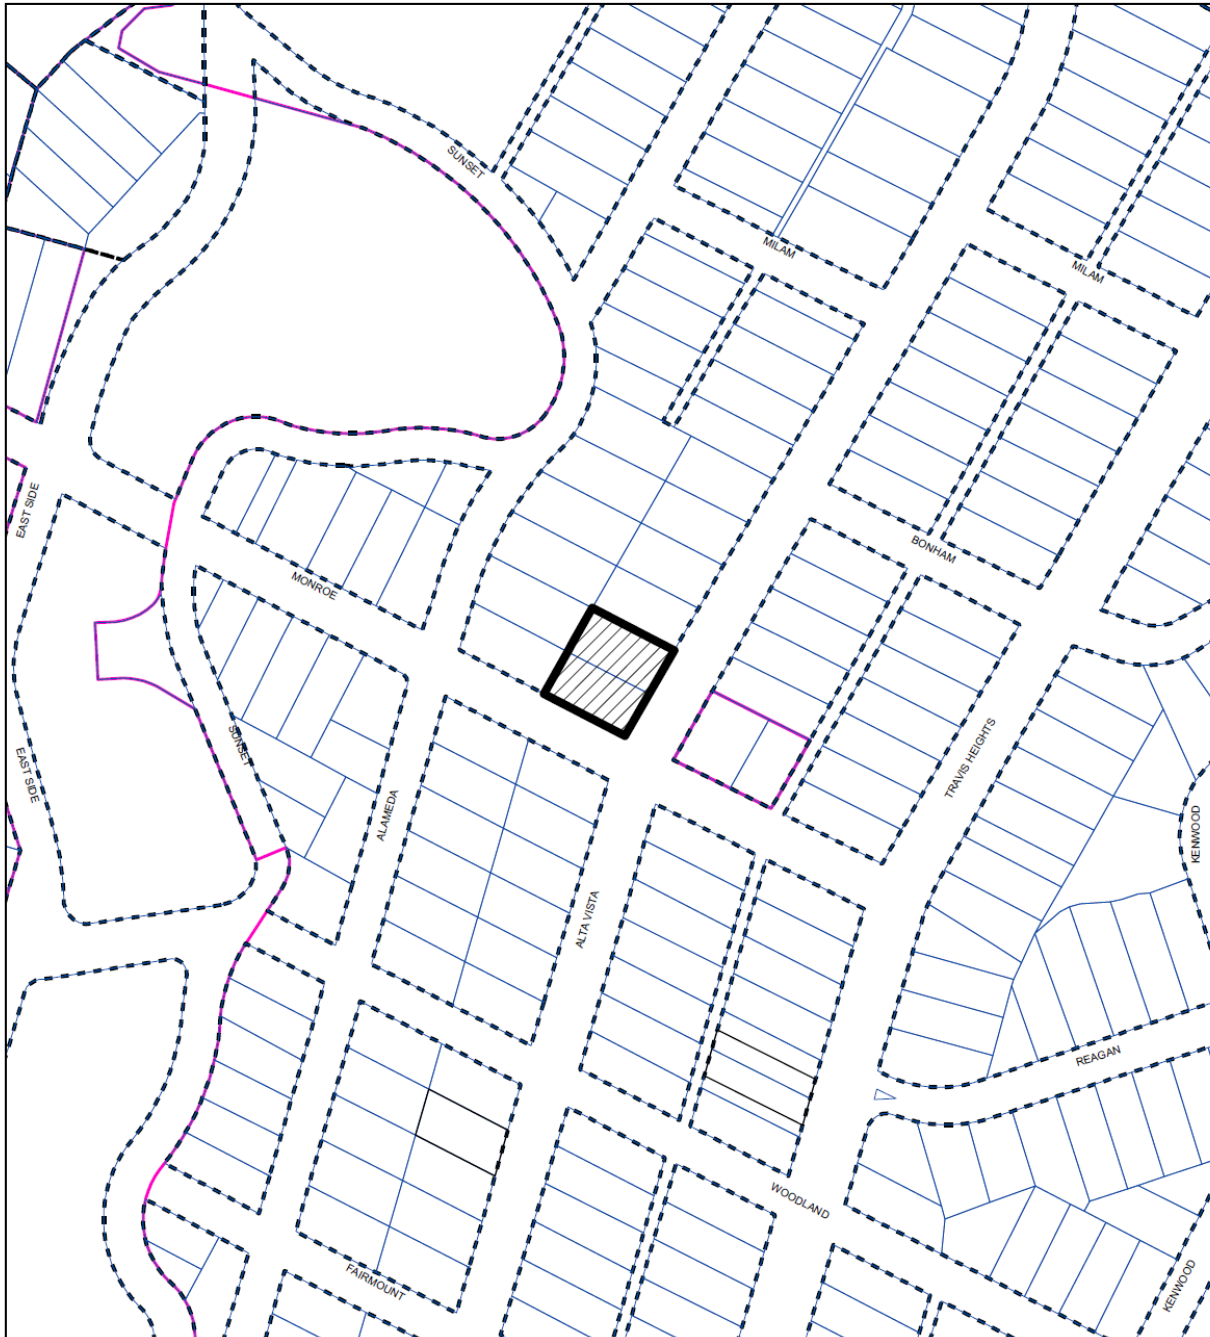 SUNSET
MILAM
MILAM
EAST SIDE
BONHAM
MONROE
SUNSET
TRAVIS HEIGHTS
EAST SIDE
ALAMEDA
KENWOOD
ALTA VISTA
REAGAN
WOODLAND
FAIRMOUNT
KENWOOD